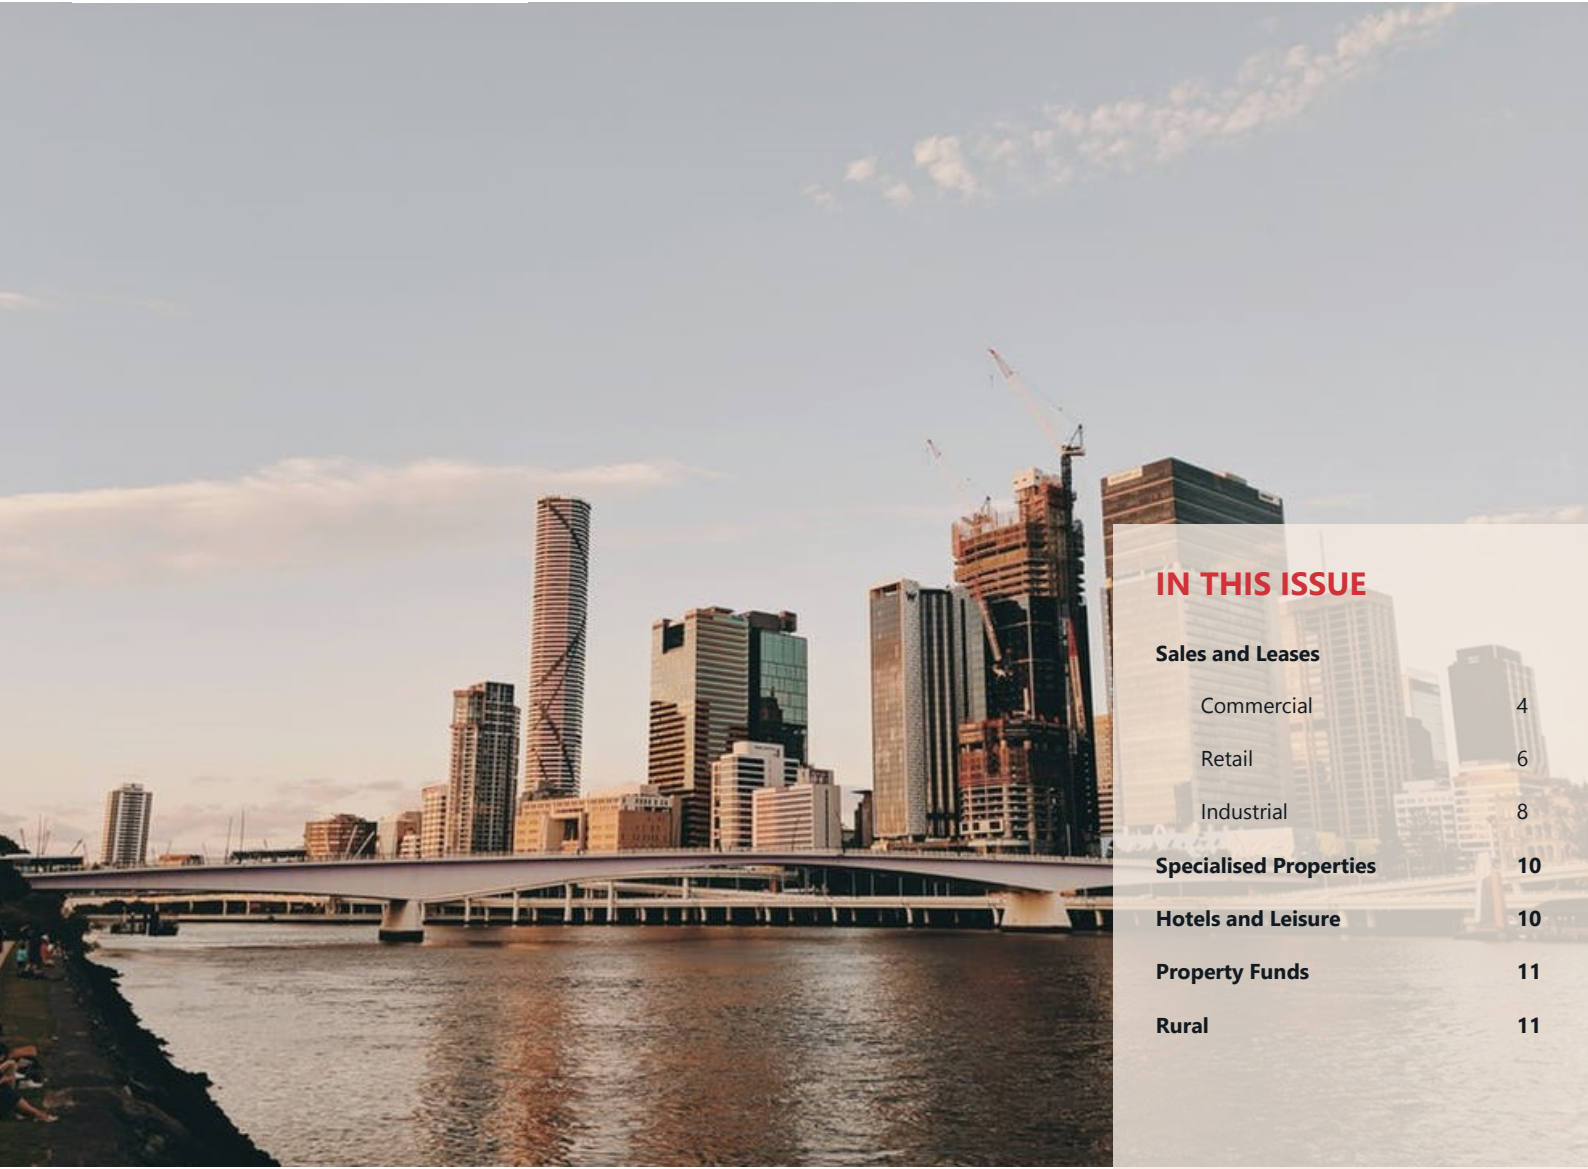 IN THIS ISSUE
Sales and Leases
Commercial 4
Retail 6
Industrial 8
Specialised Properties 10
Hotels and Leisure 10
Property Funds 11
Rural 11